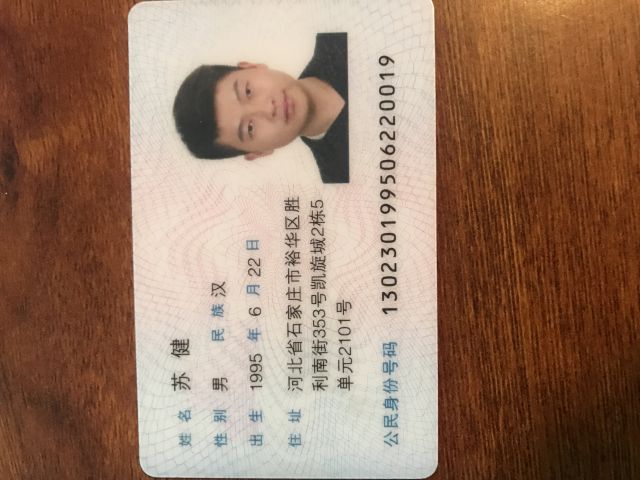 姓名 苏健
性别 男 民族 汉
出生 1995 年 6 月 22 日
住址 河北省石家庄市裕华区胜
利南街353号凯旋城2栋5
单元2101号
公民身份号码 130230199506220019